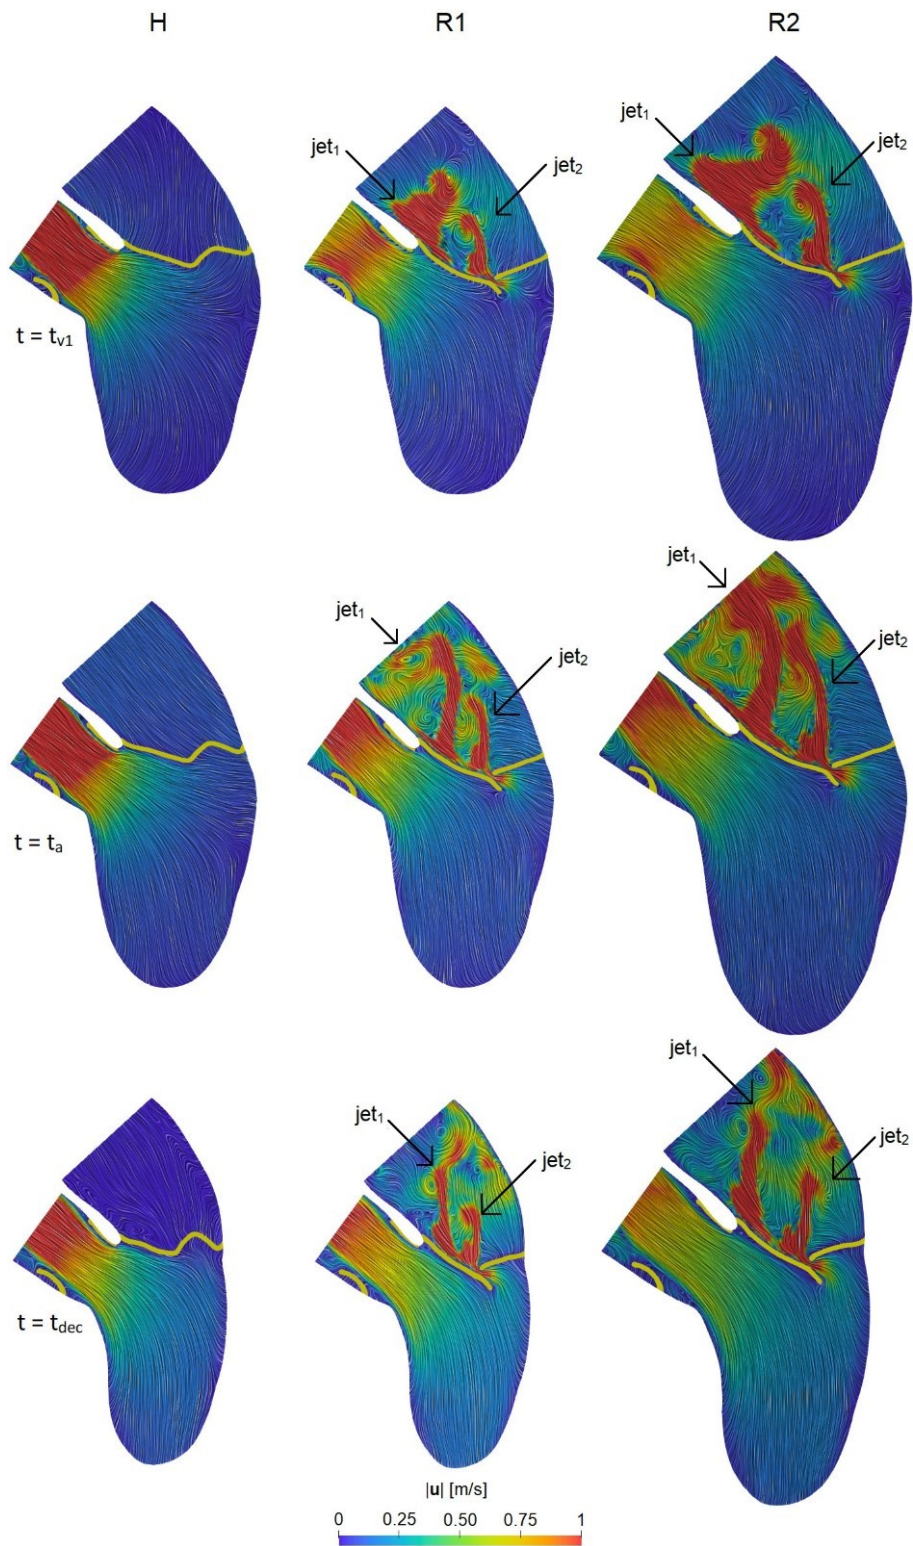 H R1 R2
jet₁ jet₂ jet₁ jet₂
t = tᵥ₁
jet₁ jet₂ jet₁ jet₂
t = tₐ
jet₁ jet₂ jet₁ jet₂
t = t_dec
|u| [m/s]
0 0.25 0.50 0.75 1